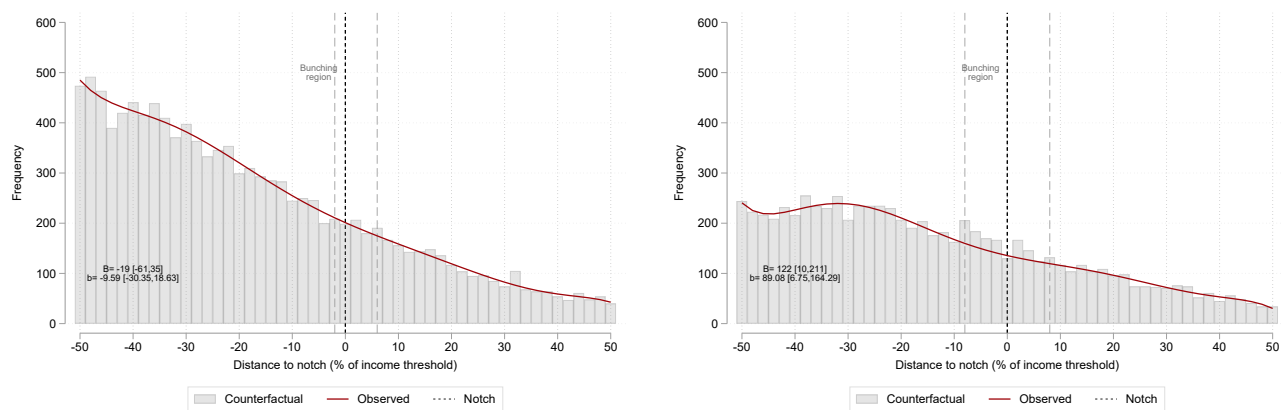 600
500
400
300
200
100
0
Frequency
Bunching
region
B= -19 [-61,35]
b= -9.59 [-30.35,18.63]
-50 -40 -30 -20 -10 0 10 20 30 40 50
Distance to notch (% of income threshold)
Counterfactual Observed Notch
600
500
400
300
200
100
0
Frequency
Bunching
region
B= 122 [10,211]
b= 89.08 [6.75,164.29]
-50 -40 -30 -20 -10 0 10 20 30 40 50
Distance to notch (% of income threshold)
Counterfactual Observed Notch